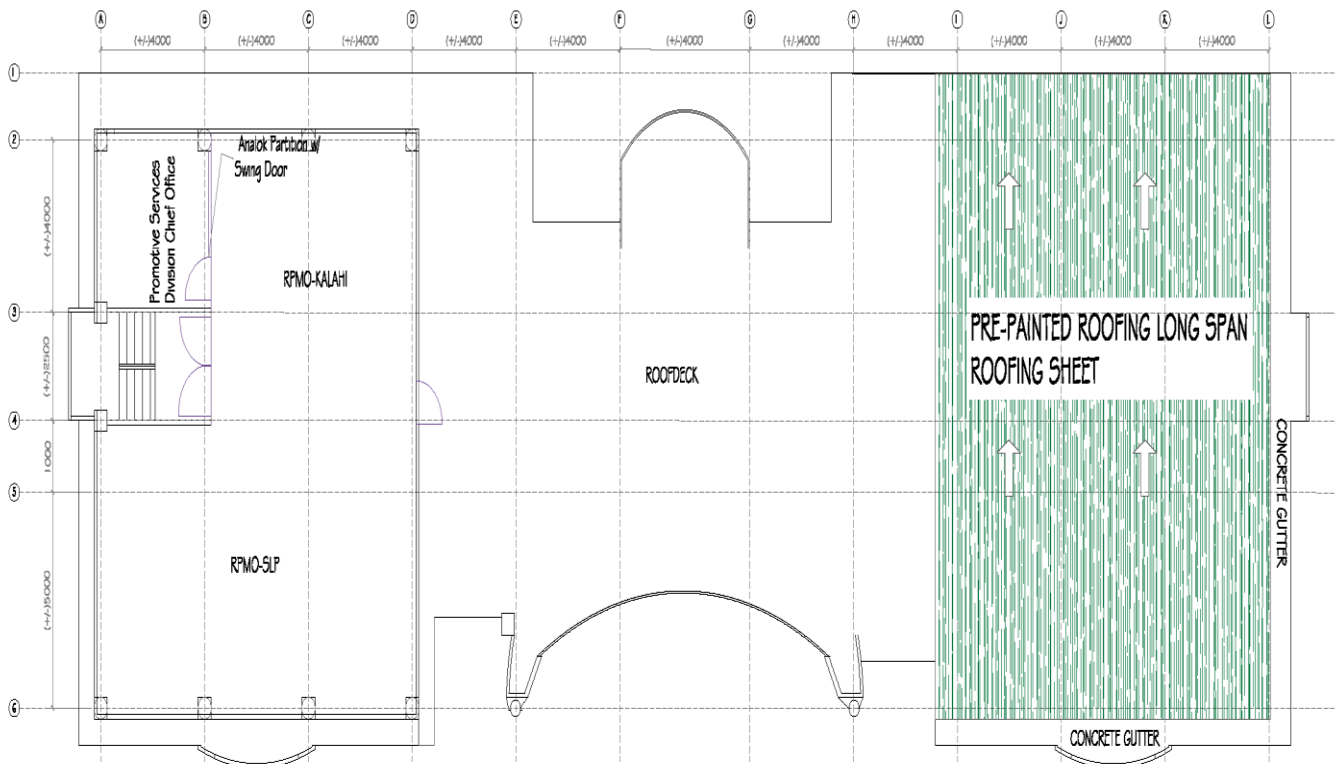 A B C D E F G H I J K L
(+/-)4000 (+/-)4000 (+/-)4000 (+/-)4000 (+/-)4000 (+/-)4000 (+/-)4000 (+/-)4000 (+/-)4000 (+/-)4000
1
2
Analok Partition w/
Swing Door
Promotive Services
Division Chief Office
(+/-)4000
RPMO-KALAHI
3
PRE-PAINTED ROOFING LONG SPAN
ROOFING SHEET
(+/-)2500
ROOFDECK
4
CONCRETE GUTTER
1000
5
RPMO-SLP
(+/-)5000
6
CONCRETE GUTTER